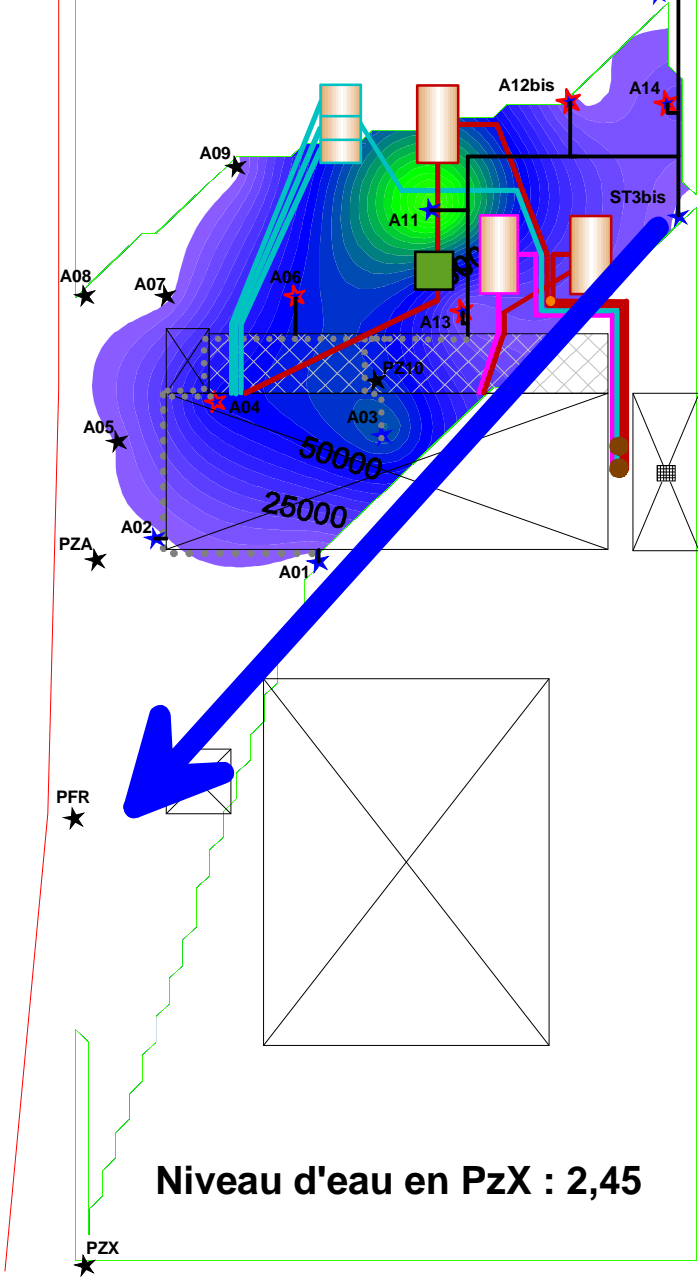 A12bis
A14
A09
ST3bis
A11
A08
A07
A06
A13
PZ10
A04
A03
A05
50000
25000
A02
PZA
A01
PFR
Niveau d'eau en PzX : 2,45
PZX